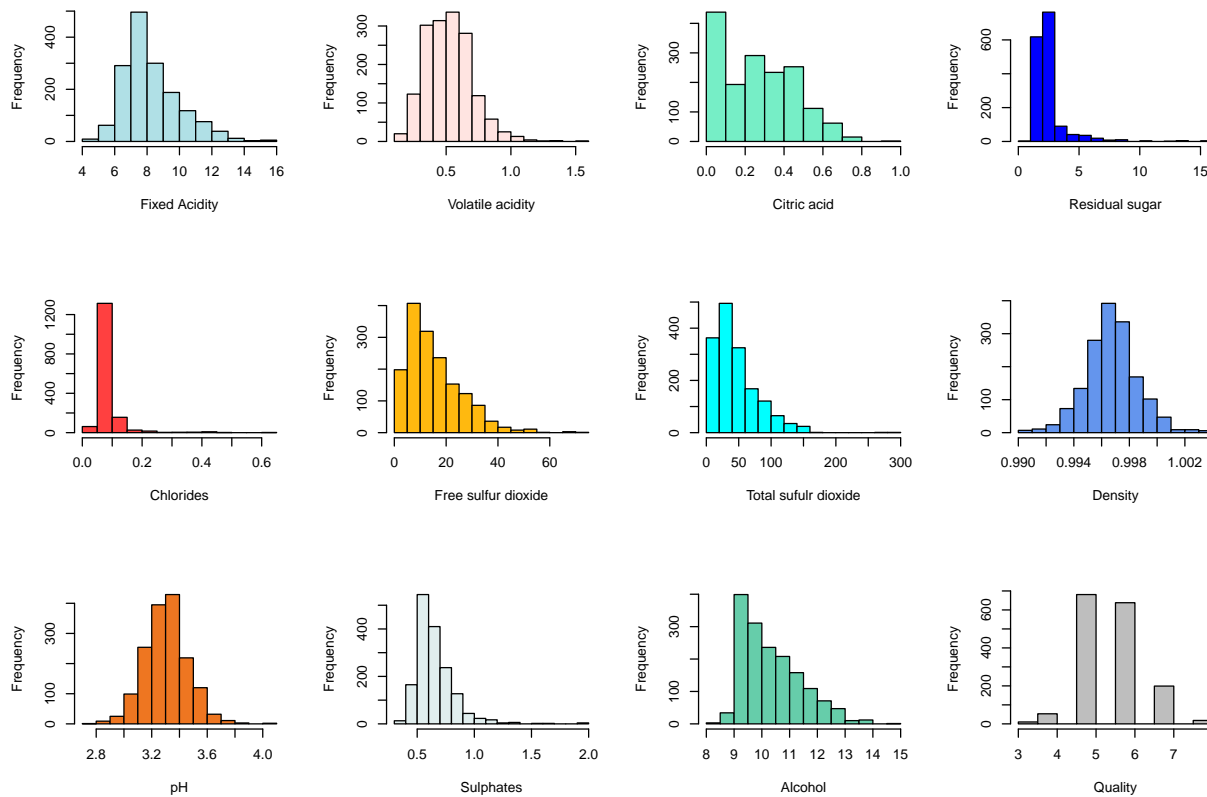 Frequency
0 200 400
4 6 8 10 12 14 16
Fixed Acidity
Frequency
0 100 300
0.5 1.0 1.5
Volatile acidity
Frequency
0 100 300
0.0 0.2 0.4 0.6 0.8 1.0
Citric acid
Frequency
0 200 600
0 5 10 15
Residual sugar
Frequency
0 400 800 1200
0.0 0.2 0.4 0.6
Chlorides
Frequency
0 100 300
0 20 40 60
Free sulfur dioxide
Frequency
0 200 400
0 50 100 200 300
Total sufulr dioxide
Frequency
0 100 300
0.990 0.994 0.998 1.002
Density
Frequency
0 100 300
2.8 3.2 3.6 4.0
pH
Frequency
0 200 400
0.5 1.0 1.5 2.0
Sulphates
Frequency
0 100 300
8 9 10 11 12 13 14 15
Alcohol
Frequency
0 200 400 600
3 4 5 6 7
Quality